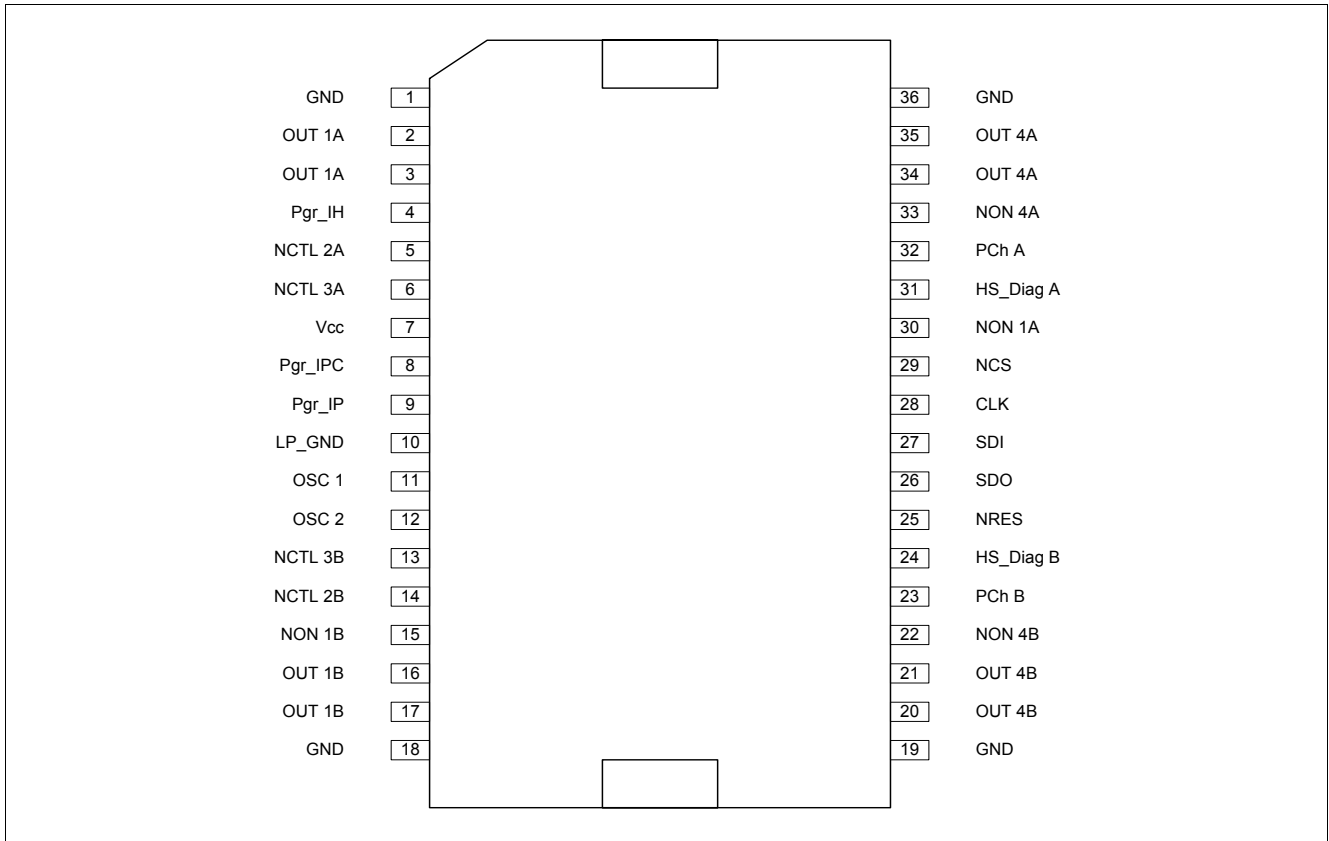 GND 1 36 GND
OUT 1A 2 35 OUT 4A
OUT 1A 3 34 OUT 4A
Pgr_IH 4 33 NON 4A
NCTL 2A 5 32 PCh A
NCTL 3A 6 31 HS_Diag A
Vcc 7 30 NON 1A
Pgr_IPC 8 29 NCS
Pgr_IP 9 28 CLK
LP_GND 10 27 SDI
OSC 1 11 26 SDO
OSC 2 12 25 NRES
NCTL 3B 13 24 HS_Diag B
NCTL 2B 14 23 PCh B
NON 1B 15 22 NON 4B
OUT 1B 16 21 OUT 4B
OUT 1B 17 20 OUT 4B
GND 18 19 GND